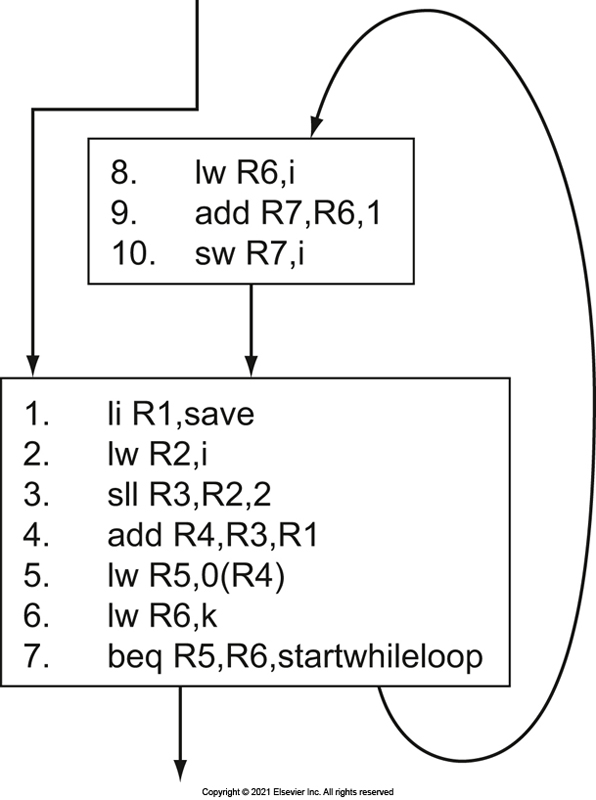 8. lw R6,i
9. add R7,R6,1
10. sw R7,i
1. li R1,save
2. lw R2,i
3. sll R3,R2,2
4. add R4,R3,R1
5. lw R5,0(R4)
6. lw R6,k
7. beq R5,R6,startwhileloop
Copyright © 2021 Elsevier Inc. All rights reserved